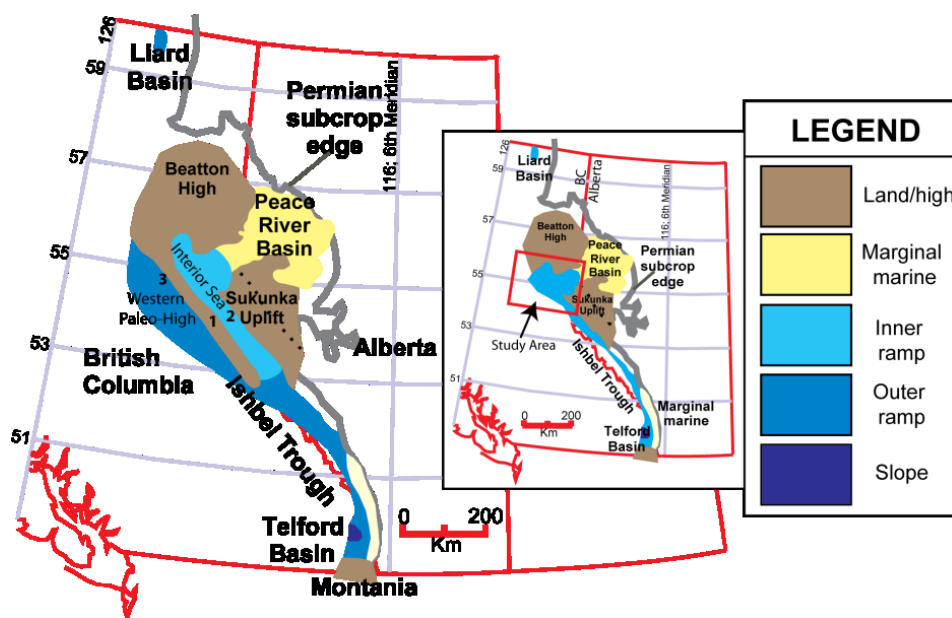 126
59
57
55
53
51
Liard
Basin
Permian
subcrop
edge
116; 6th Meridian
Beatton
High
Peace
River
Basin
Interior Sea
3
Western
Paleo-High
1
2
Sukunka
Uplift
Alberta
British
Columbia
Ishbel Trough
Telford
Basin
Montania
0 200
Km
126
59
57
55
53
51
Liard
Basin
BC
Alberta
116; 6th Meridian
Beatton
High
Peace
River
Basin
Permian
subcrop
edge
Sukunka
Uplift
Study Area
Ishbel Trough
0 200
Km
Marginal
marine
Telford
Basin
LEGEND
Land/high
Marginal
marine
Inner
ramp
Outer
ramp
Slope